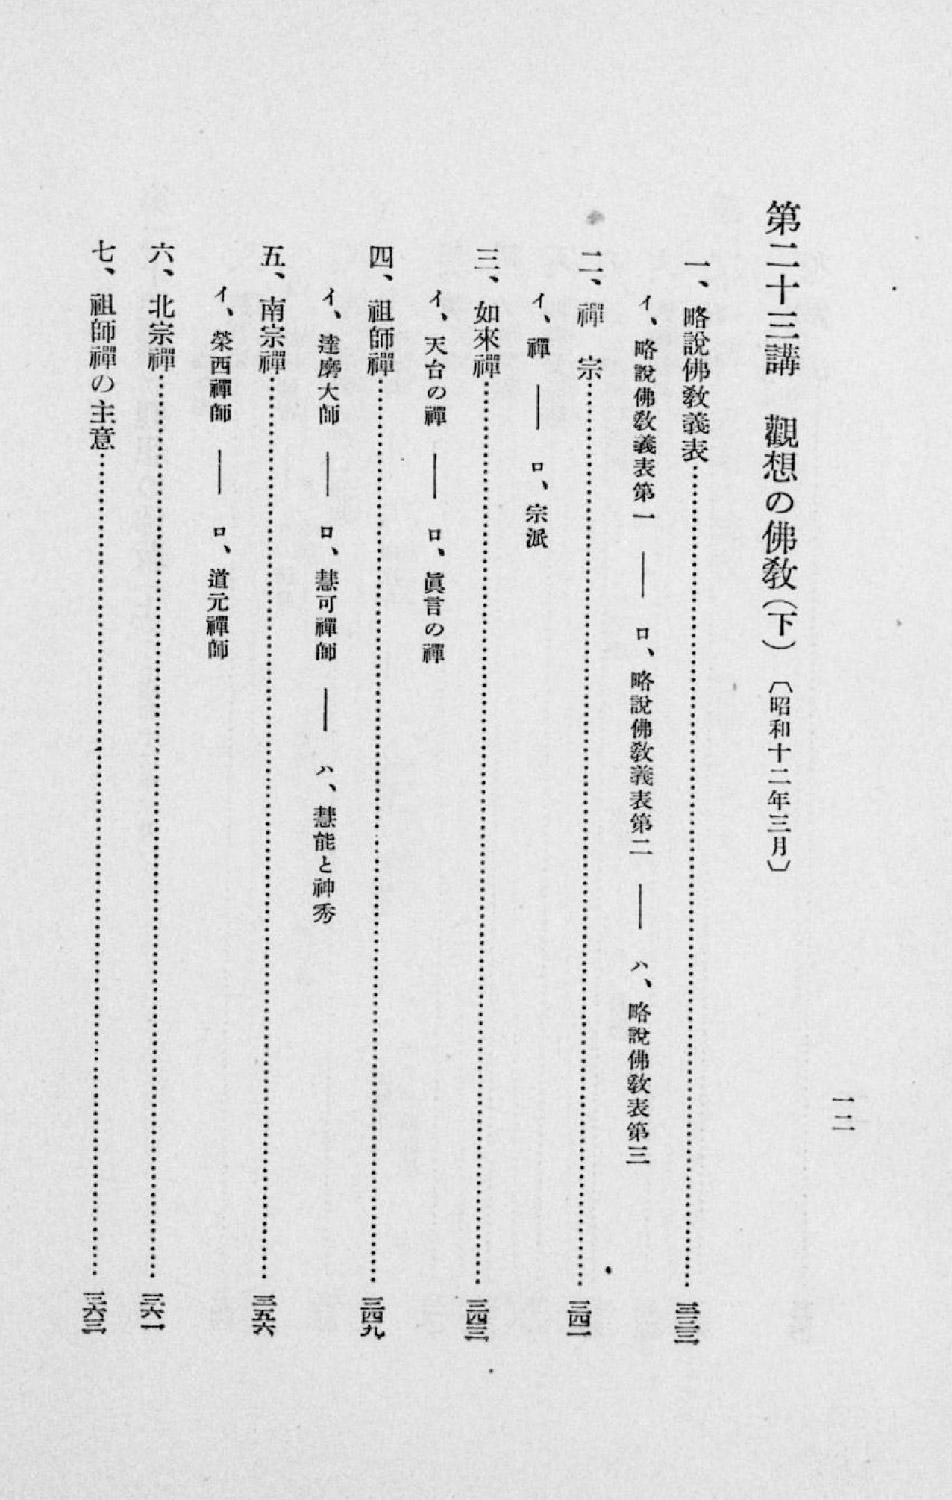 一二
第二十三講　觀想の佛教（下）〔昭和十二年三月〕
一、略說佛教義表……三三三
イ、略說佛教義表第一 ―― ロ、略說佛教義表第二 ―― ハ、略說佛教表第三
二、禪　宗……三四二
イ、禪 ―― ロ、宗派
三、如來禪……三四三
イ、天台の禪 ―― ロ、眞言の禪
四、祖師禪……三四九
イ、達磨大師 ―― ロ、慧可禪師 ―― ハ、慧能と神秀
五、南宗禪……三五六
イ、榮西禪師 ―― ロ、道元禪師
六、北宗禪……三六一
七、祖師禪の主意……三六二